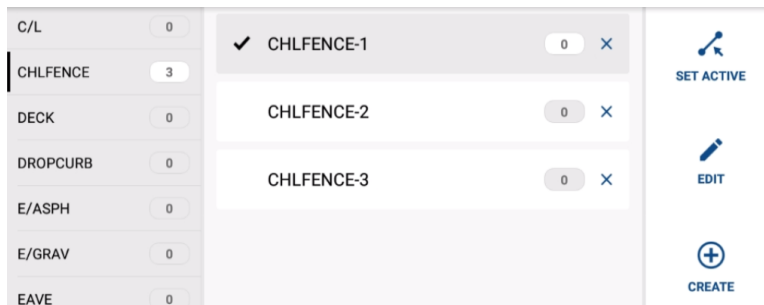 C/L 0
CHLFENCE 3
DECK 0
DROPCURB 0
E/ASPH 0
E/GRAV 0
EAVE 0
CHLFENCE-1 0
CHLFENCE-2 0
CHLFENCE-3 0
SET ACTIVE
EDIT
CREATE